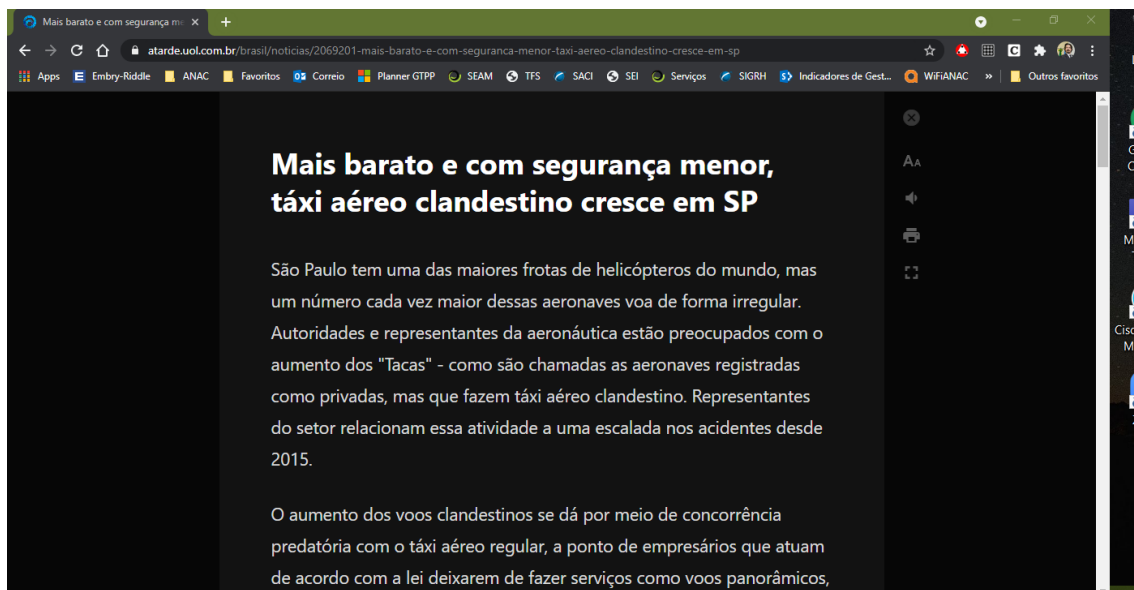 Mais barato e com segurança me
atarde.uol.com.br/brasil/noticias/2069201-mais-barato-e-com-seguranca-menor-taxi-aereo-clandestino-cresce-em-sp
Apps Embry-Riddle ANAC Favoritos Correio Planner GTPP SEAM TFS SACI SEI Serviços SIGRH Indicadores de Gest... WiFiANAC » Outros favoritos
Mais barato e com segurança menor,
táxi aéreo clandestino cresce em SP
São Paulo tem uma das maiores frotas de helicópteros do mundo, mas
um número cada vez maior dessas aeronaves voa de forma irregular.
Autoridades e representantes da aeronáutica estão preocupados com o
aumento dos "Tacas" - como são chamadas as aeronaves registradas
como privadas, mas que fazem táxi aéreo clandestino. Representantes
do setor relacionam essa atividade a uma escalada nos acidentes desde
2015.
O aumento dos voos clandestinos se dá por meio de concorrência
predatória com o táxi aéreo regular, a ponto de empresários que atuam
de acordo com a lei deixarem de fazer serviços como voos panorâmicos,